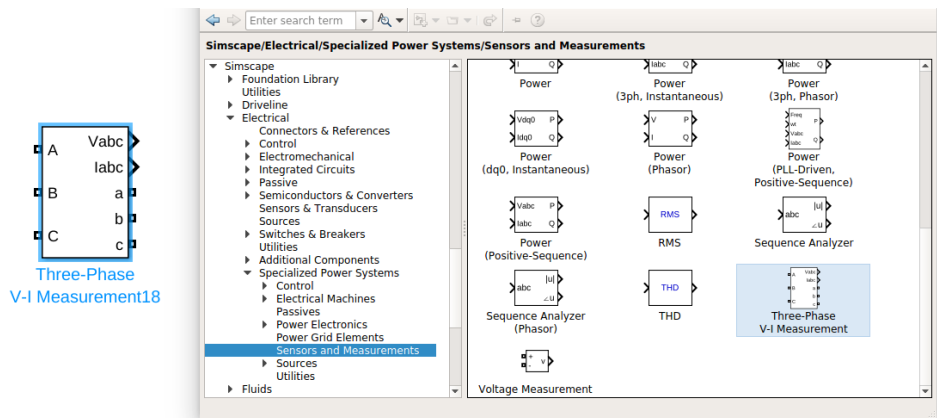 Enter search term
Simscape/Electrical/Specialized Power Systems/Sensors and Measurements
A
B
C
Vabc
Iabc
a
b
c
Three-Phase
V-I Measurement18
Simscape
Foundation Library
Utilities
Driveline
Electrical
Connectors & References
Control
Electromechanical
Integrated Circuits
Passive
Semiconductors & Converters
Sensors & Transducers
Sources
Switches & Breakers
Utilities
Additional Components
Specialized Power Systems
Control
Electrical Machines
Passives
Power Electronics
Power Grid Elements
Sensors and Measurements
Sources
Utilities
Fluids
I Q
Power
Iabc Q
Power
(3ph, Instantaneous)
Iabc Q
Power
(3ph, Phasor)
Vdq0 P
Idq0 Q
Power
(dq0, Instantaneous)
V P
I Q
Power
(Phasor)
Freq
wt
Vabc
Iabc
P
Q
Power
(PLL-Driven,
Positive-Sequence)
Vabc P
Iabc Q
Power
(Positive-Sequence)
RMS
RMS
abc
|u|
∠u
Sequence Analyzer
abc
|u|
∠u
Sequence Analyzer
(Phasor)
THD
THD
A
B
C
Vabc
Iabc
a
b
c
Three-Phase
V-I Measurement
+
-
v
Voltage Measurement